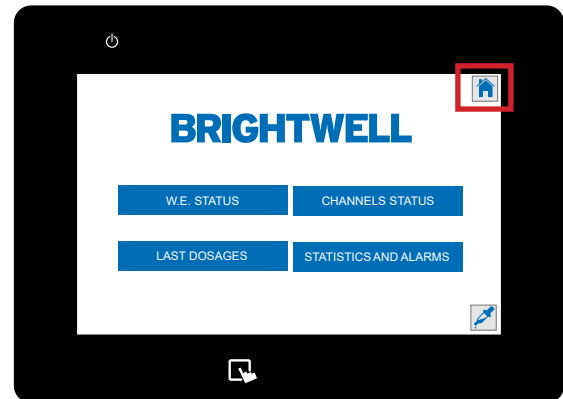 BRIGHTWELL
W.E. STATUS
CHANNELS STATUS
LAST DOSAGES
STATISTICS AND ALARMS